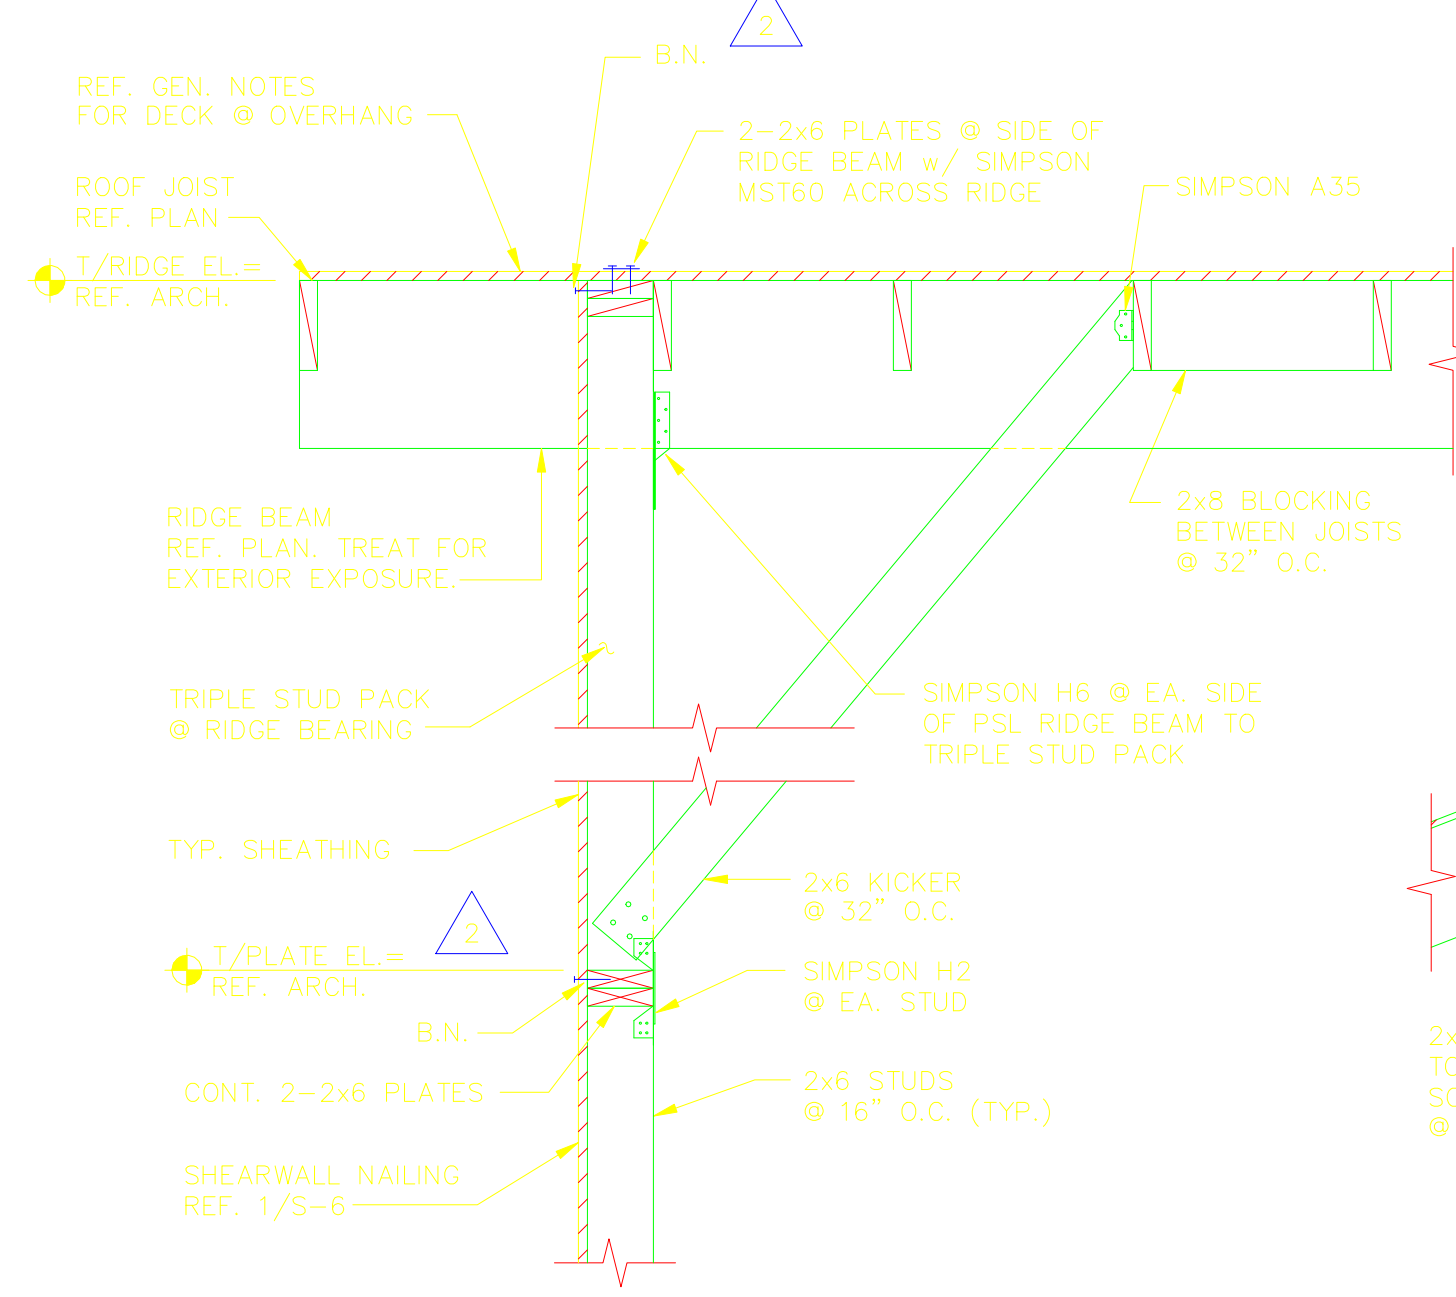 2
B.N.
REF. GEN. NOTES
FOR DECK @ OVERHANG
2-2x6 PLATES @ SIDE OF
RIDGE BEAM w/ SIMPSON
MST60 ACROSS RIDGE
ROOF JOIST
REF. PLAN
SIMPSON A35
T/RIDGE EL.=
REF. ARCH.
RIDGE BEAM
REF. PLAN. TREAT FOR
EXTERIOR EXPOSURE.
2x8 BLOCKING
BETWEEN JOISTS
@ 32" O.C.
TRIPLE STUD PACK
@ RIDGE BEARING
SIMPSON H6 @ EA. SIDE
OF PSL RIDGE BEAM TO
TRIPLE STUD PACK
TYP. SHEATHING
2x6 KICKER
@ 32" O.C.
2
T/PLATE EL.=
REF. ARCH.
SIMPSON H2
@ EA. STUD
B.N.
CONT. 2-2x6 PLATES
2x6 STUDS
@ 16" O.C. (TYP.)
SHEARWALL NAILING
REF. 1/S-6
2x
TO
SO
@